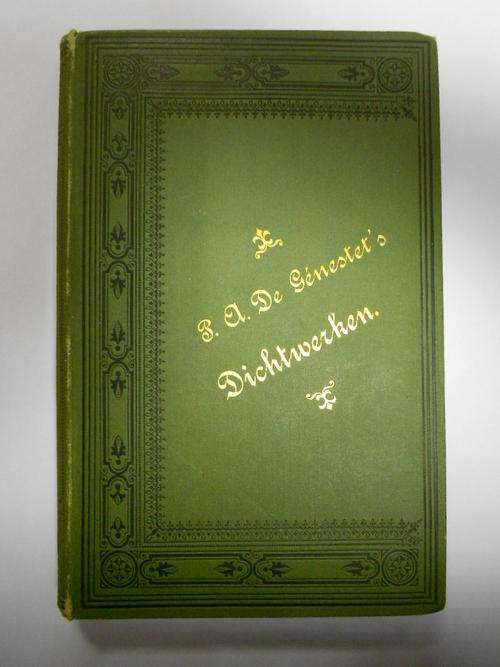 P. A. De Génestet's
Dichtwerken.